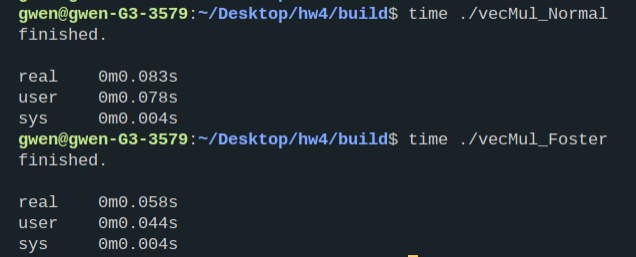 gwen@gwen-G3-3579:~/Desktop/hw4/build$ time ./vecMul_Normal
finished.
real    0m0.083s
user    0m0.078s
sys     0m0.004s
gwen@gwen-G3-3579:~/Desktop/hw4/build$ time ./vecMul_Foster
finished.
real    0m0.058s
user    0m0.044s
sys     0m0.004s